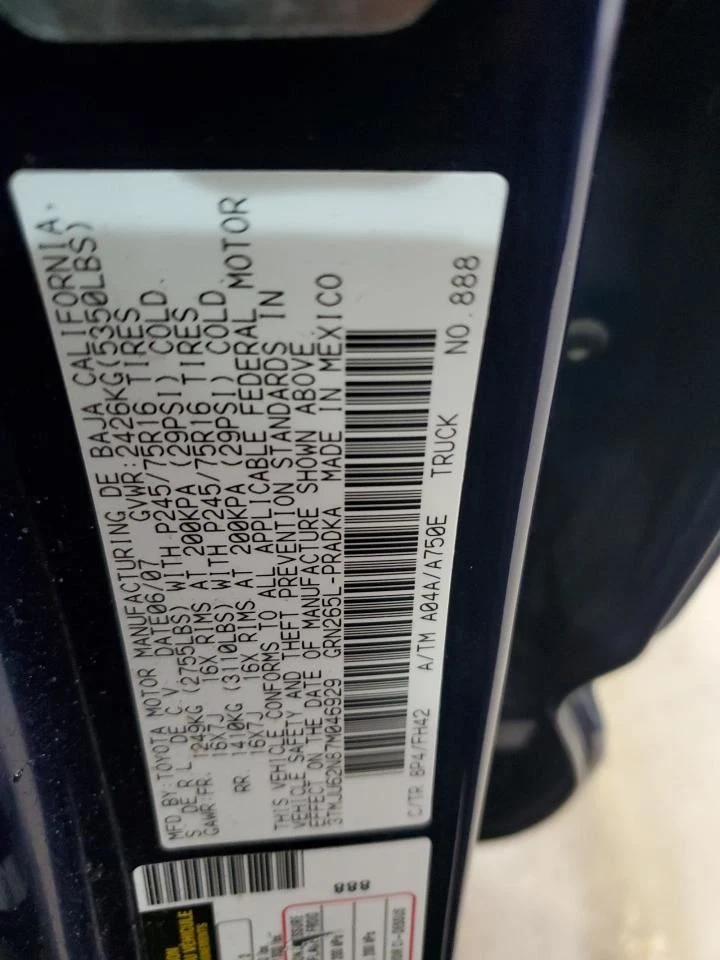 MFD.BY:TOYOTA MOTOR MANUFACTURING DE BAJA CALIFORNIA,
S. DE R.L. DE C.V. DATE06/07 GVWR:2426KG(5350LBS)
GAWR:FR. 1249KG (2755LBS) WITH P245/75R16 TIRES
16X7J 16X RIMS AT 200KPA (29PSI) COLD.
RR. 1410KG (3110LBS) WITH P245/75R16 TIRES
16X7J 16X RIMS AT 200KPA (29PSI) COLD
THIS VEHICLE CONFORMS TO ALL APPLICABLE FEDERAL MOTOR
VEHICLE SAFETY AND THEFT PREVENTION STANDARDS IN
EFFECT ON THE DATE OF MANUFACTURE SHOWN ABOVE.
3TMJU62N87M046929 GRN265L-PRADKA MADE IN MEXICO
C/TR 8P4/FH42 A/TM A04A/A750E TRUCK NO.888
VEHICLE